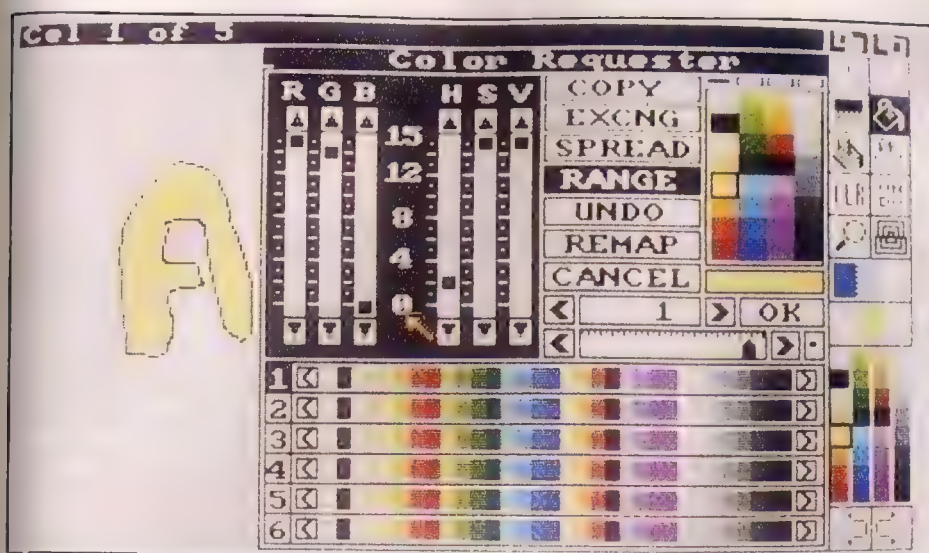 Cel 1 of 5
Color Requester
R G B H S V
15
12
8
4
0
COPY
EXCNG
SPREAD
RANGE
UNDO
REMAP
CANCEL
1 OK
1
2
3
4
5
6